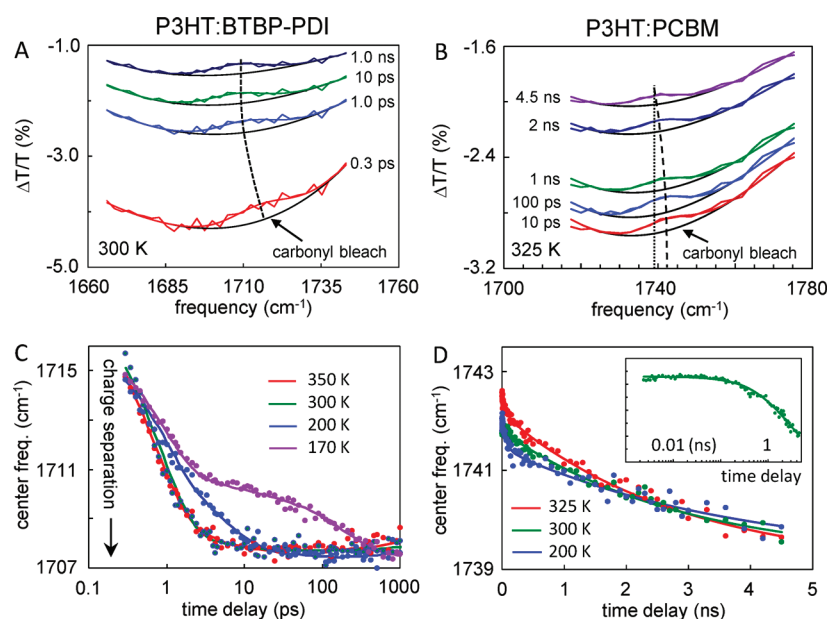 P3HT:BTBP-PDI
P3HT:PCBM
A
-1.0
-3.0
-5.0
ΔT/T (%)
1.0 ns
10 ps
1.0 ps
0.3 ps
300 K
carbonyl bleach
1660
1685
1710
1735
1760
frequency (cm⁻¹)
B
-1.6
-2.4
-3.2
ΔT/T (%)
4.5 ns
2 ns
1 ns
100 ps
10 ps
325 K
carbonyl bleach
1700
1740
1780
frequency (cm⁻¹)
C
1715
1711
1707
center freq. (cm⁻¹)
charge separation
350 K
300 K
200 K
170 K
0.1
1
10
100
1000
time delay (ps)
D
1743
1741
1739
center freq. (cm⁻¹)
0.01 (ns)
1
time delay
325 K
300 K
200 K
0
1
2
3
4
5
time delay (ns)